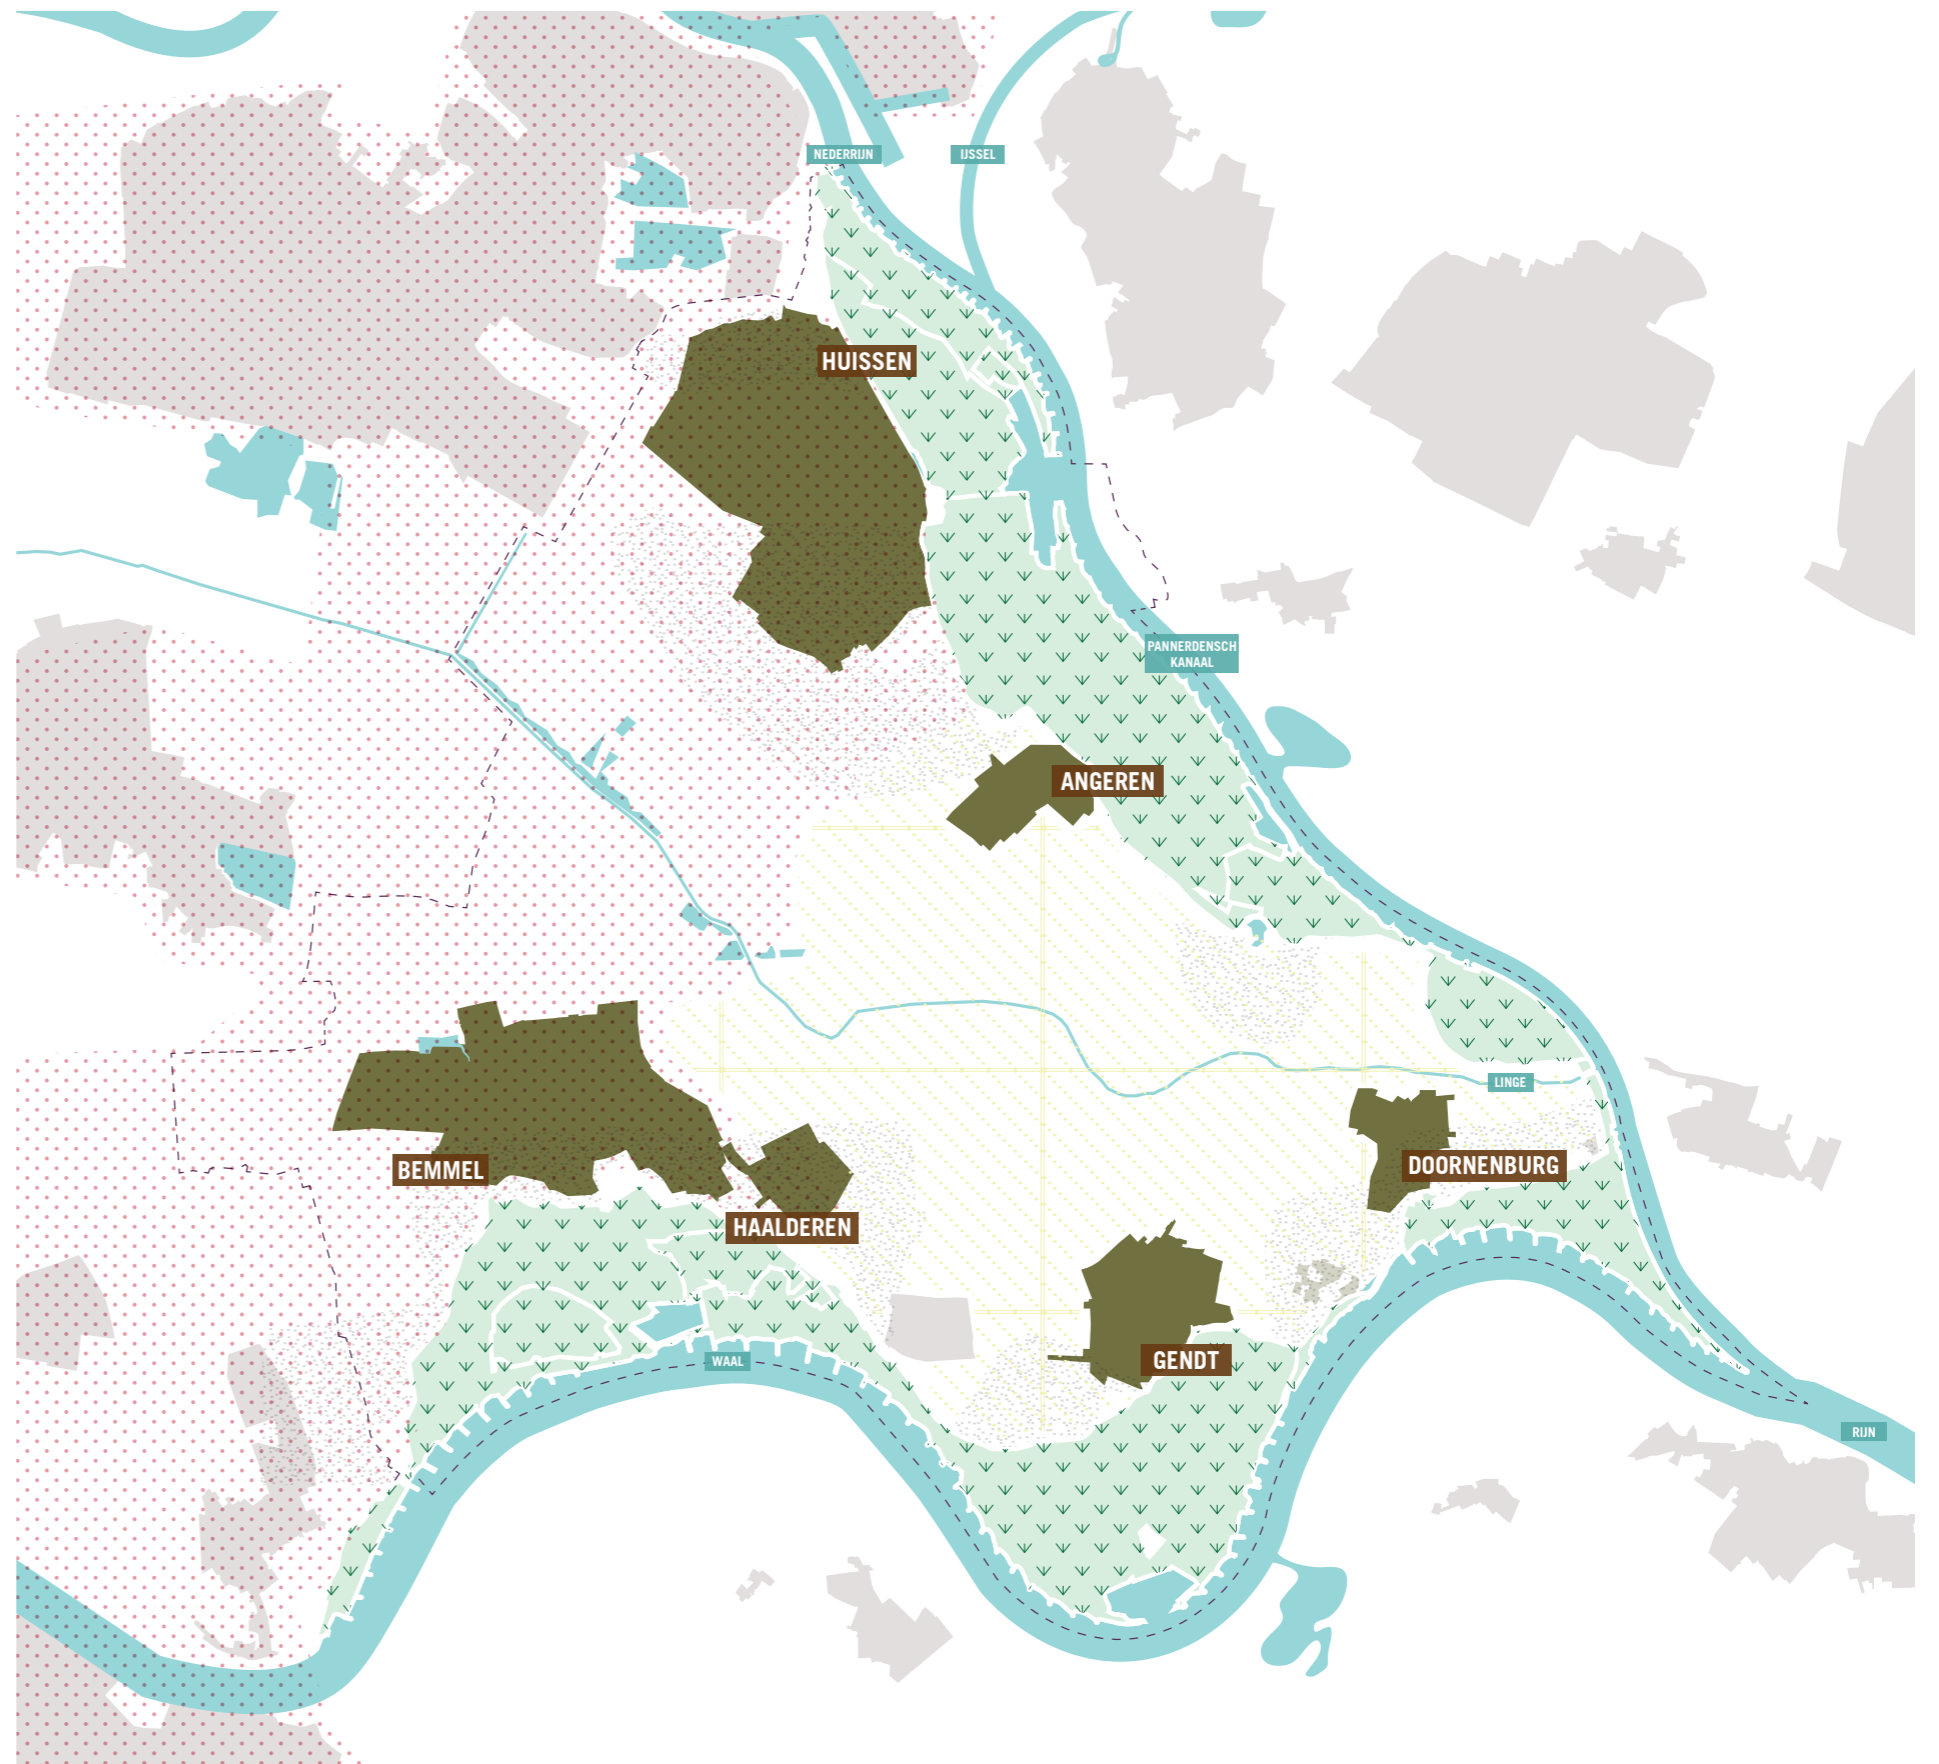 NEDERRIJN
IJSSEL
HUISSEN
PANNERDENSCH
KANAAL
ANGEREN
LINGE
BEMMEL
DOORNENBURG
HAALDEREN
WAAL
GENDT
RIJN